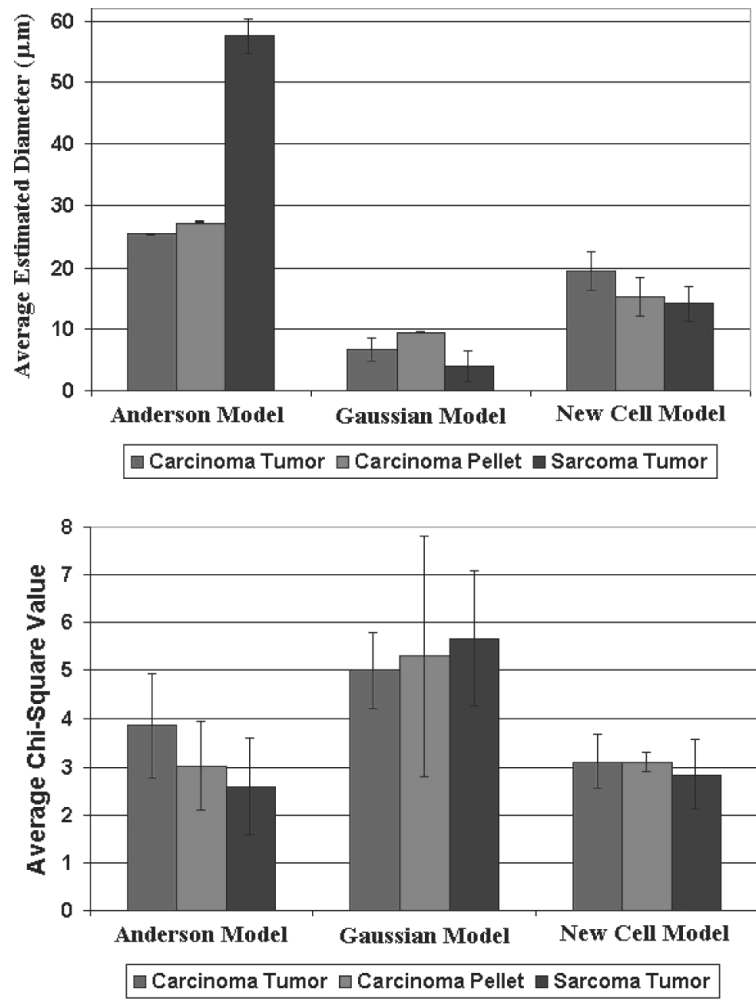 Average Estimated Diameter (µm)
60
50
40
30
20
10
0
Anderson Model Gaussian Model New Cell Model
Carcinoma Tumor Carcinoma Pellet Sarcoma Tumor
Average Chi-Square Value
8
7
6
5
4
3
2
1
0
Anderson Model Gaussian Model New Cell Model
Carcinoma Tumor Carcinoma Pellet Sarcoma Tumor